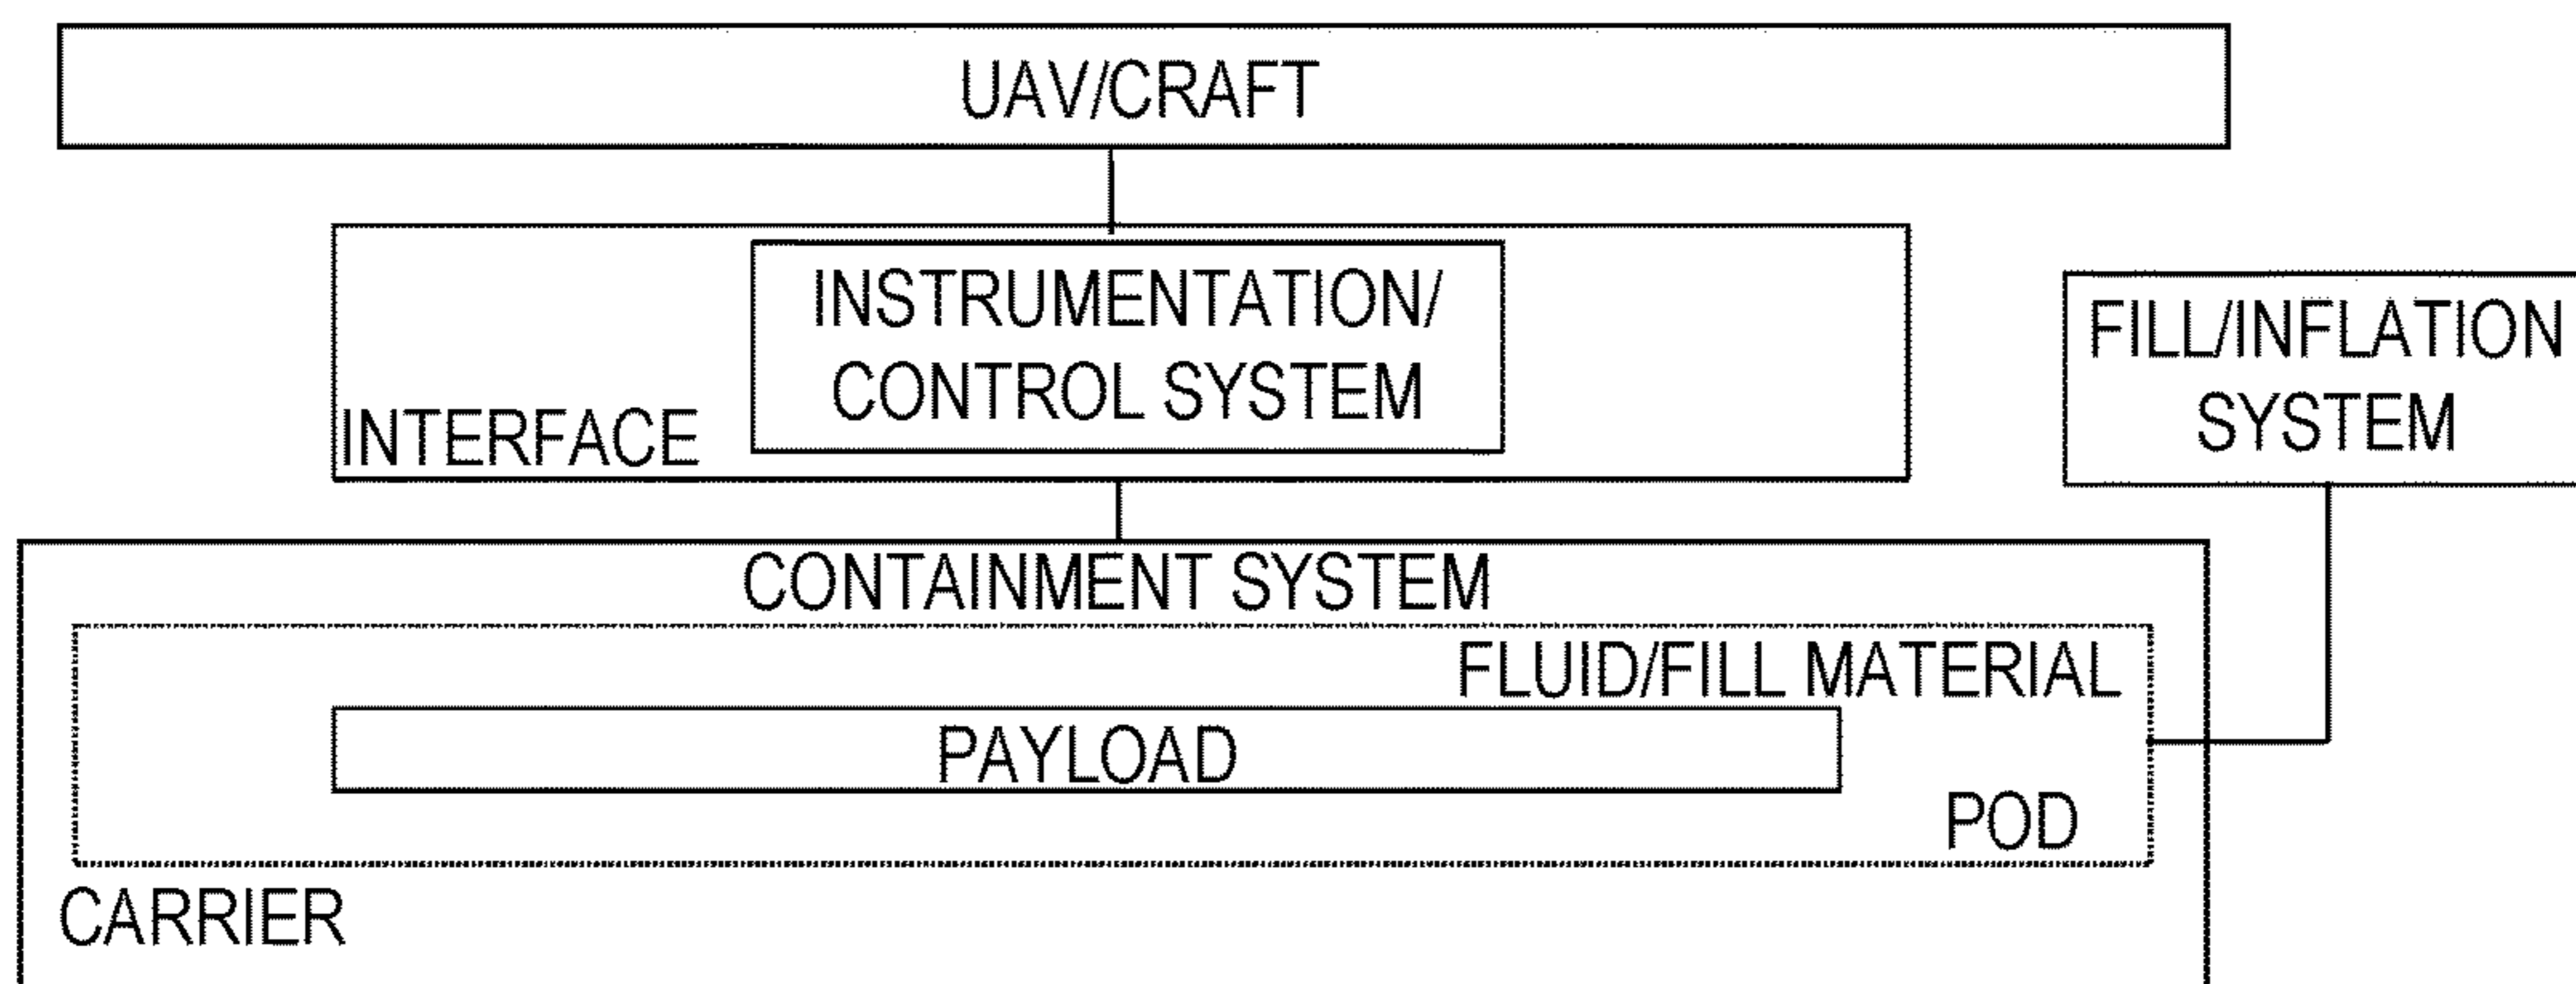 UAV/CRAFT
INSTRUMENTATION/
CONTROL SYSTEM
INTERFACE
FILL/INFLATION
SYSTEM
CONTAINMENT SYSTEM
FLUID/FILL MATERIAL
PAYLOAD
POD
CARRIER